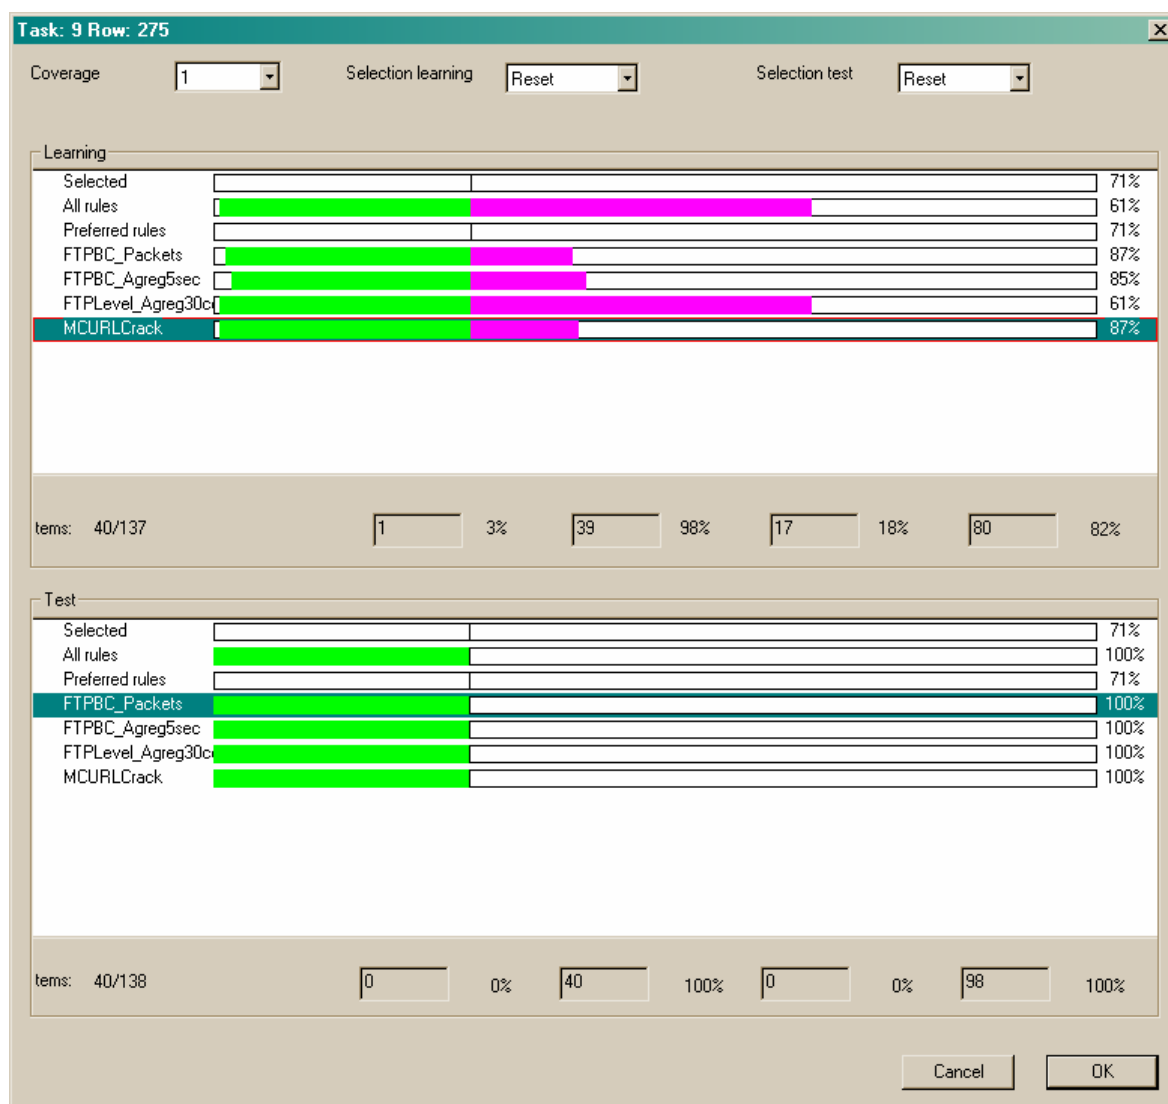 Task: 9 Row: 275
Coverage 1 Selection learning Reset Selection test Reset
Learning
Selected 71%
All rules 61%
Preferred rules 71%
FTPBC_Packets 87%
FTPBC_Agreg5sec 85%
FTPLevel_Agreg30c 61%
MCURLCrack 87%
tems: 40/137 1 3% 39 98% 17 18% 80 82%
Test
Selected 71%
All rules 100%
Preferred rules 71%
FTPBC_Packets 100%
FTPBC_Agreg5sec 100%
FTPLevel_Agreg30c 100%
MCURLCrack 100%
tems: 40/138 0 0% 40 100% 0 0% 98 100%
Cancel OK